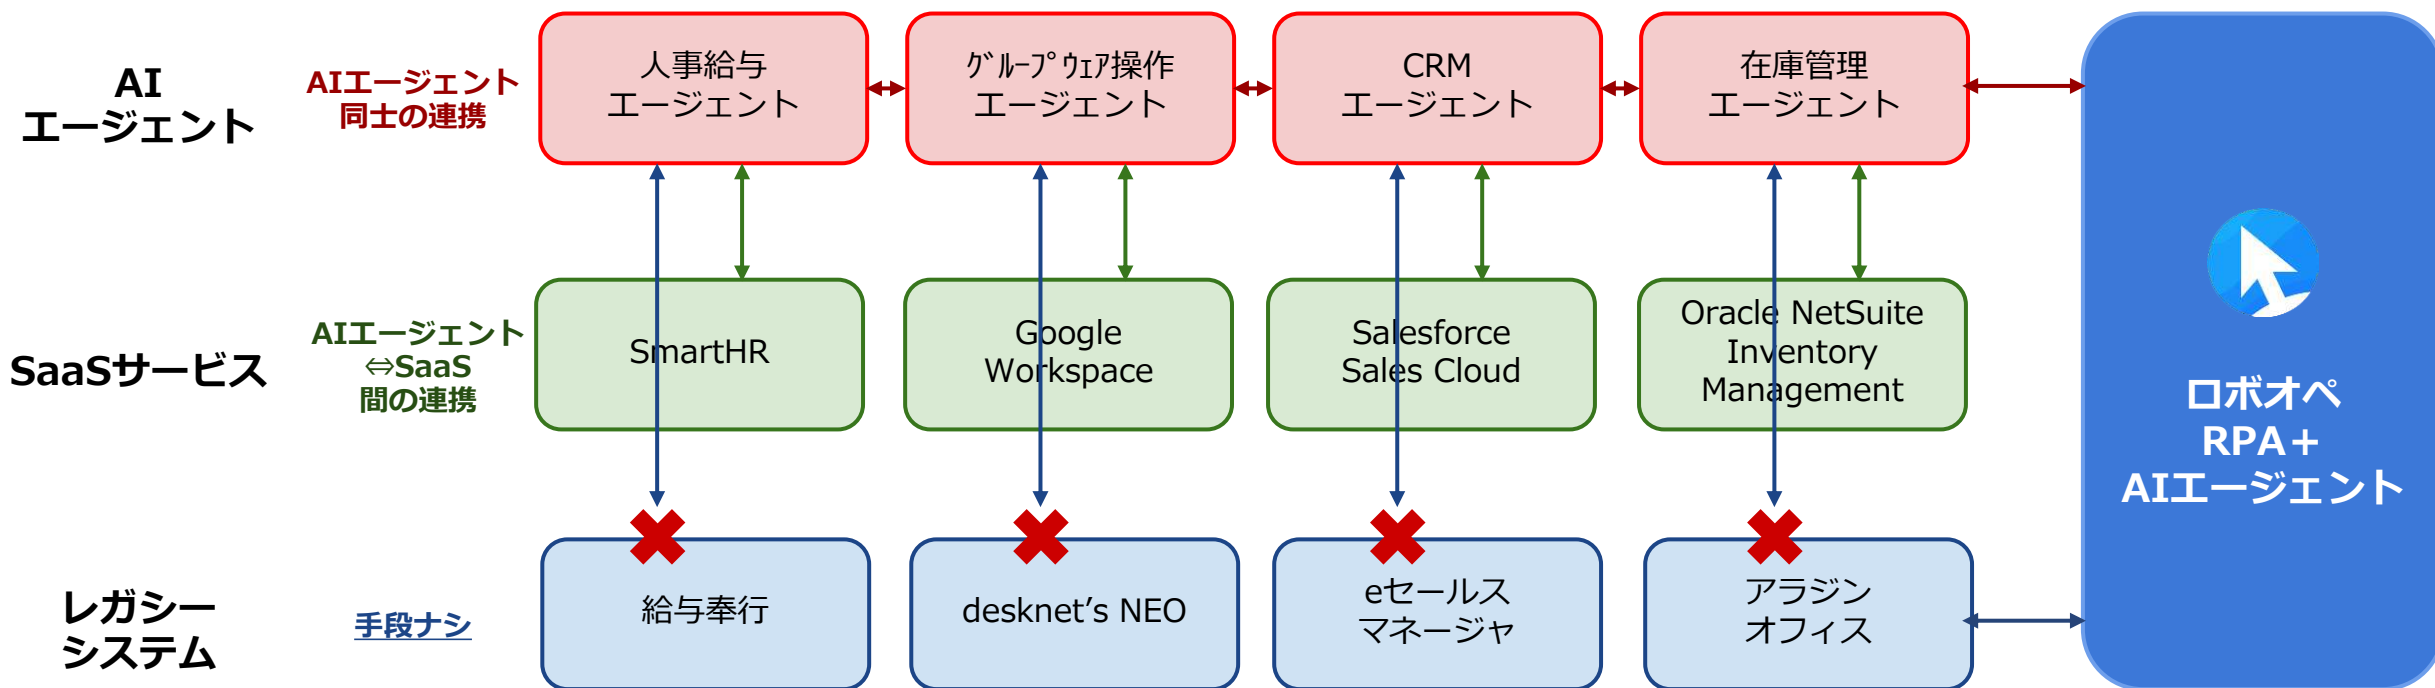 AI
エージェント
AIエージェント
同士の連携
人事給与
エージェント
ｸﾞﾙｰﾌﾟｳｪｱ操作
エージェント
CRM
エージェント
在庫管理
エージェント
SaaSサービス
AIエージェント
⇔SaaS
間の連携
SmartHR
Google
Workspace
Salesforce
Sales Cloud
Oracle NetSuite
Inventory
Management
レガシー
システム
手段ナシ
給与奉行
desknet's NEO
eセールス
マネージャ
アラジン
オフィス
ロボオペ
RPA＋
AIエージェント